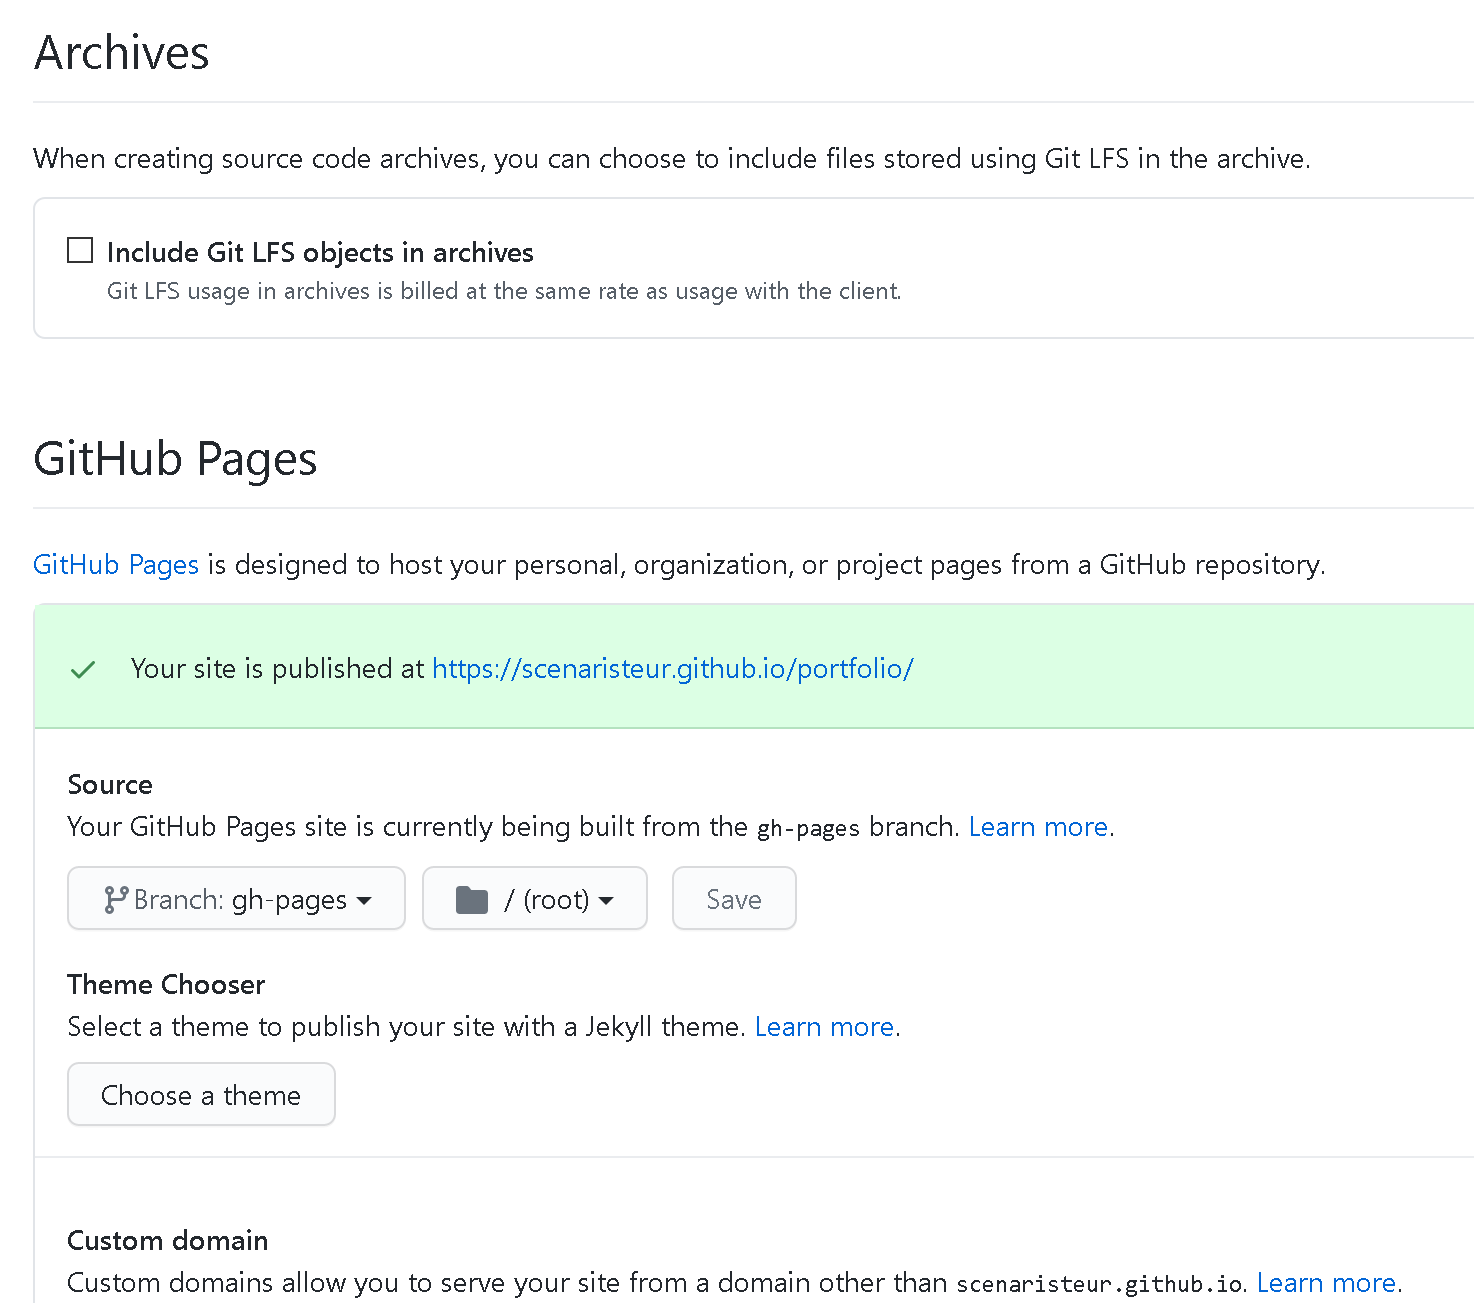 Archives
When creating source code archives, you can choose to include files stored using Git LFS in the archive.
Include Git LFS objects in archives
Git LFS usage in archives is billed at the same rate as usage with the client.
GitHub Pages
GitHub Pages is designed to host your personal, organization, or project pages from a GitHub repository.
Your site is published at https://scenaristeur.github.io/portfolio/
Source
Your GitHub Pages site is currently being built from the gh-pages branch. Learn more.
Branch: gh-pages / (root) Save
Theme Chooser
Select a theme to publish your site with a Jekyll theme. Learn more.
Choose a theme
Custom domain
Custom domains allow you to serve your site from a domain other than scenaristeur.github.io. Learn more.